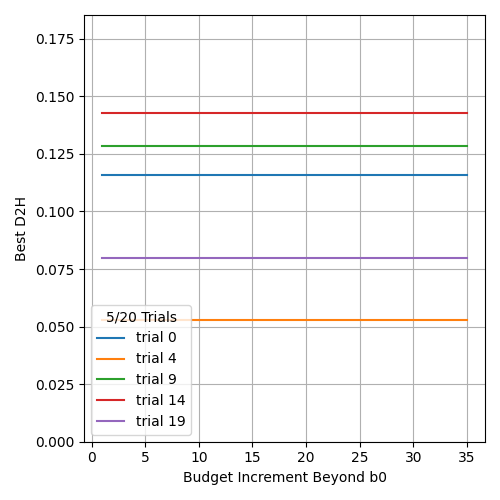 0.175
0.150
0.125
0.100
0.075
0.050
0.025
0.000
Best D2H
5/20 Trials
trial 0
trial 4
trial 9
trial 14
trial 19
0 5 10 15 20 25 30 35
Budget Increment Beyond b0